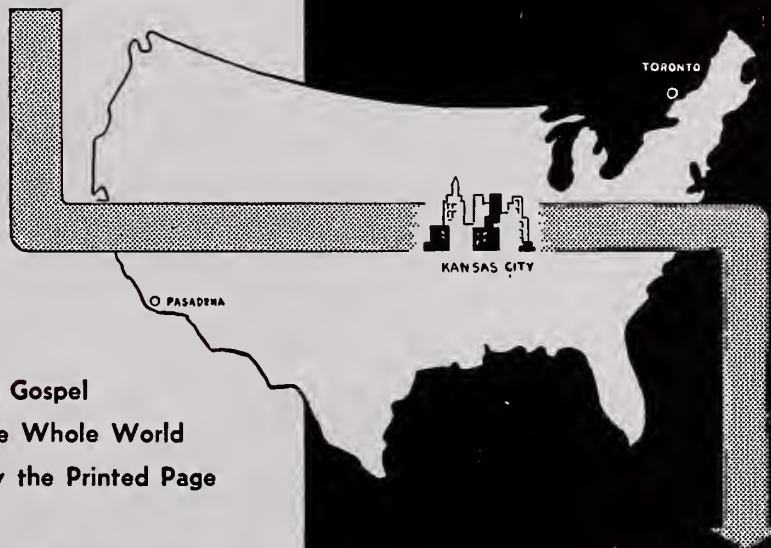 TORONTO
KANSAS CITY
PASADENA
Gospel
Whole World
the Printed Page